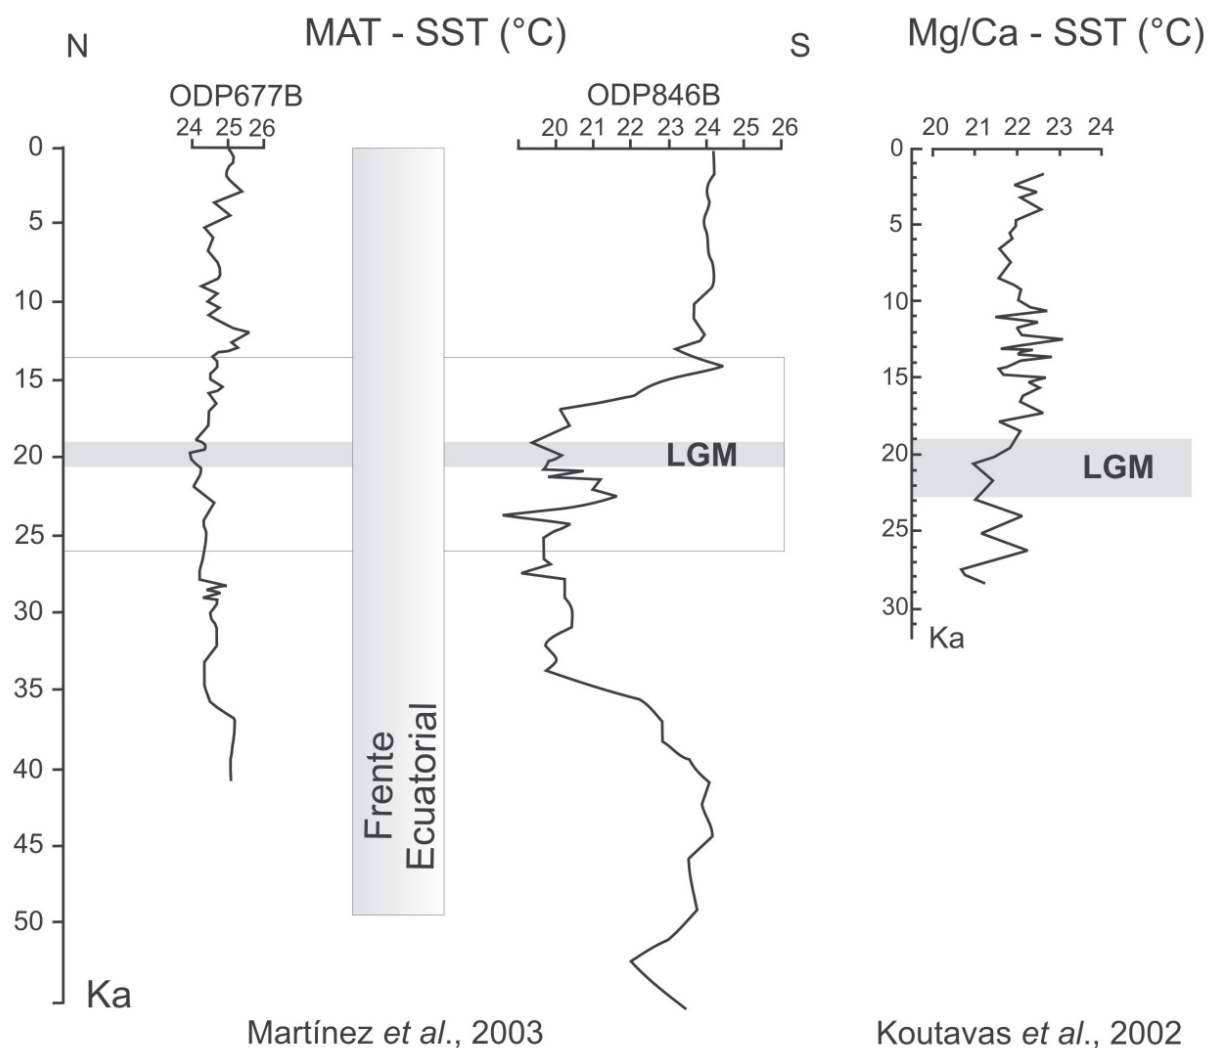 MAT - SST (°C)
Mg/Ca - SST (°C)
N
S
ODP677B
ODP846B
24 25 26
20 21 22 23 24 25 26
20 21 22 23 24
0
5
10
15
20
25
30
35
40
45
50
Ka
LGM
Frente
Ecuatorial
0
5
10
15
20
25
30
Ka
LGM
Martínez et al., 2003
Koutavas et al., 2002